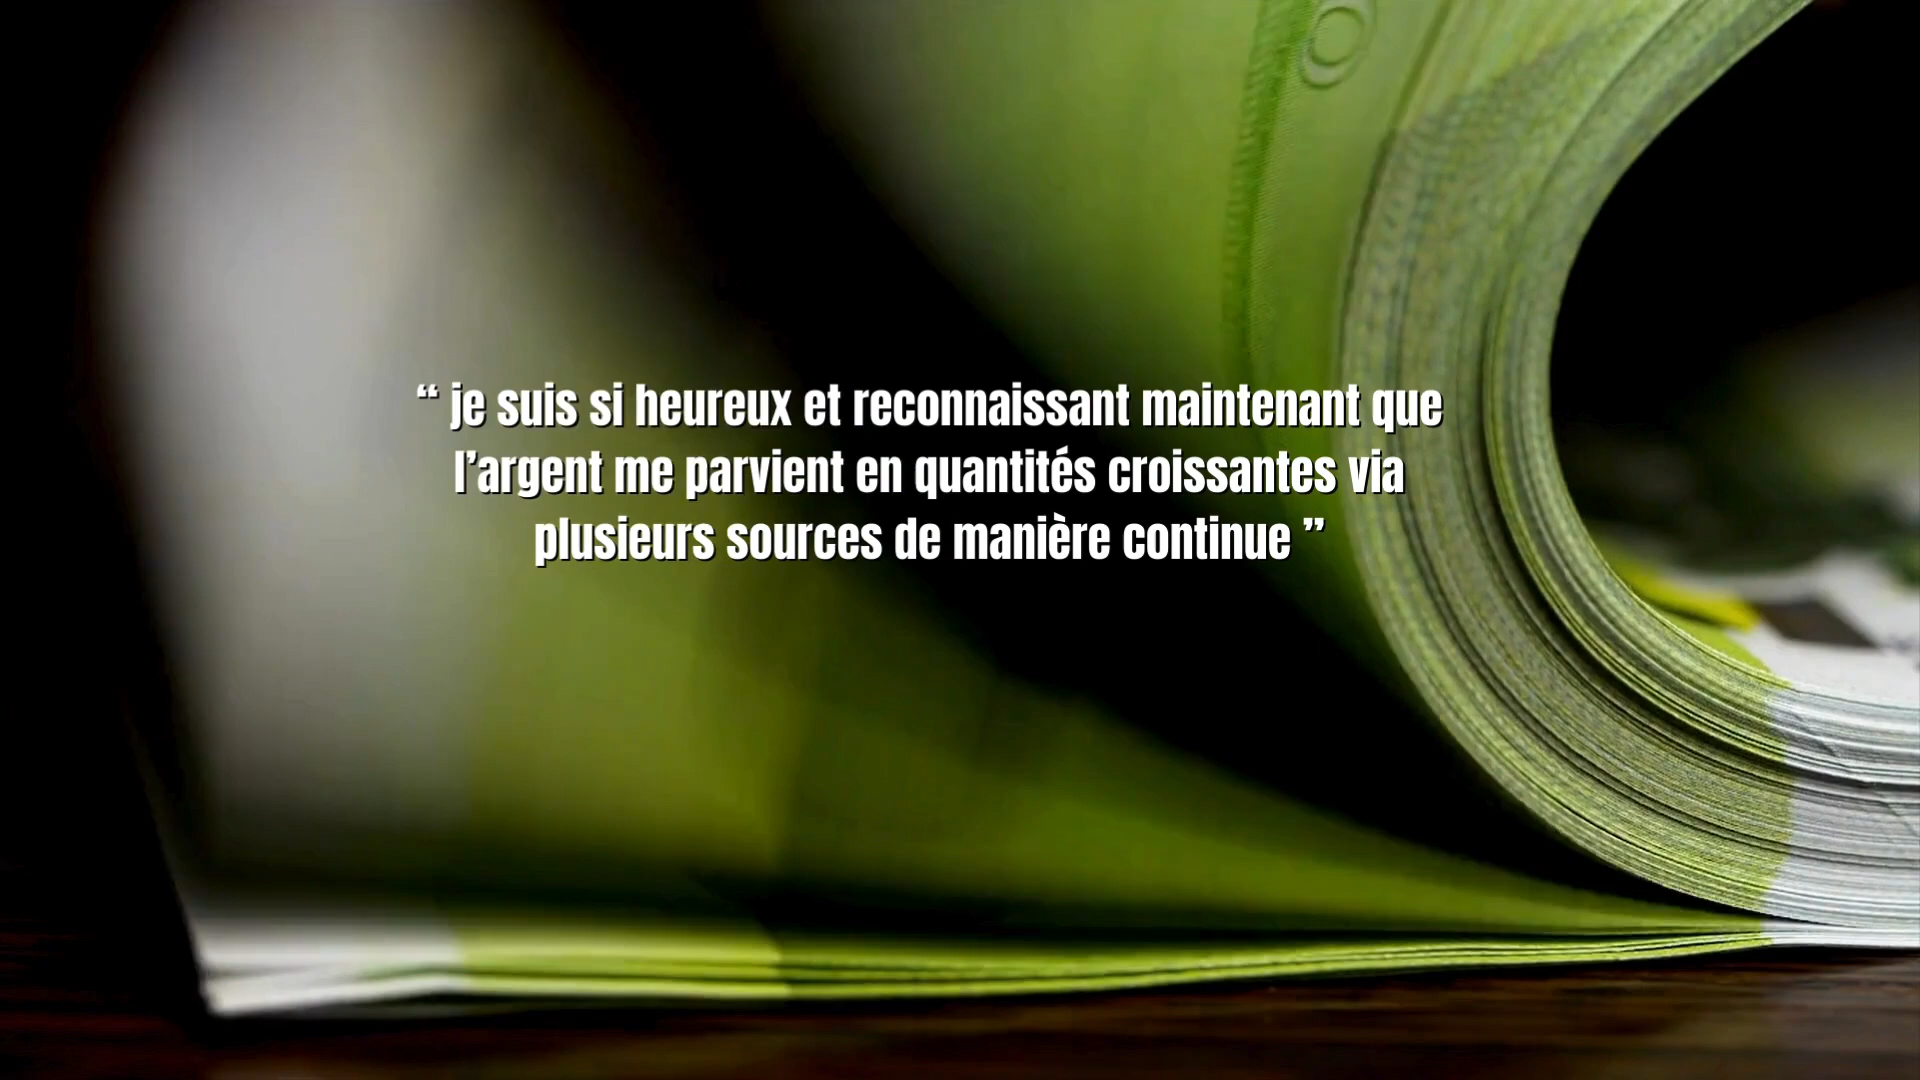 “ je suis si heureux et reconnaissant maintenant que
l’argent me parvient en quantités croissantes via
plusieurs sources de manière continue ”